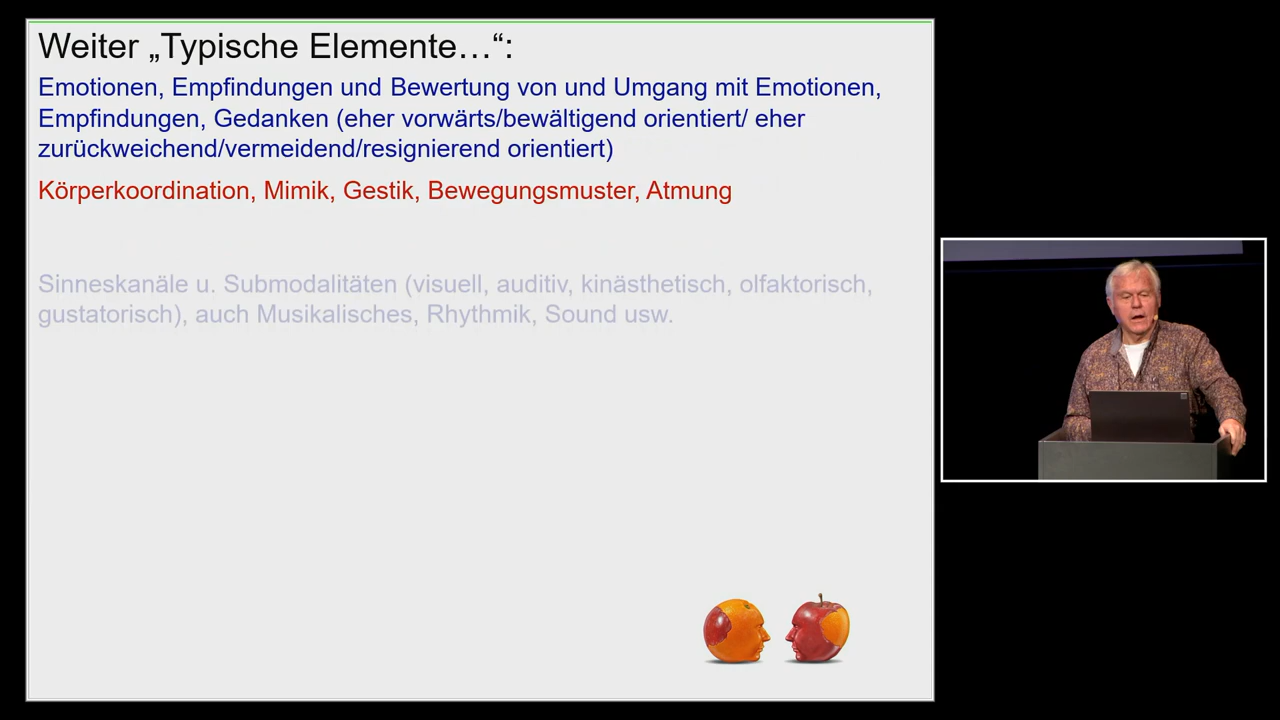 Weiter „Typische Elemente…“:
Emotionen, Empfindungen und Bewertung von und Umgang mit Emotionen,
Empfindungen, Gedanken (eher vorwärts/bewältigend orientiert/ eher
zurückweichend/vermeidend/resignierend orientiert)
Körperkoordination, Mimik, Gestik, Bewegungsmuster, Atmung
Sinneskanäle u. Submodalitäten (visuell, auditiv, kinästhetisch, olfaktorisch,
gustatorisch), auch Musikalisches, Rhythmik, Sound usw.